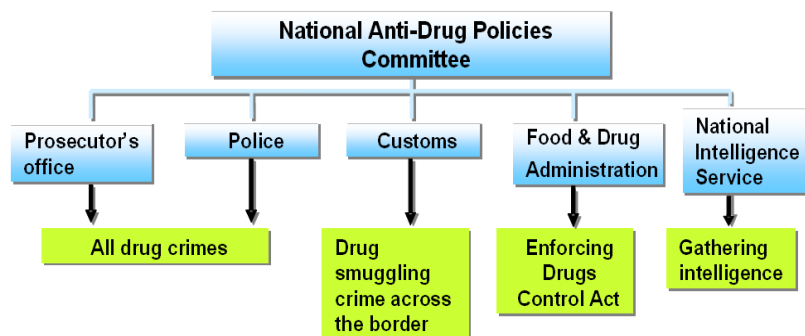 National Anti-Drug Policies
Committee
Prosecutor's
office
Police
Customs
Food & Drug
Administration
National
Intelligence
Service
All drug crimes
Drug
smuggling
crime across
the border
Enforcing
Drugs
Control Act
Gathering
intelligence